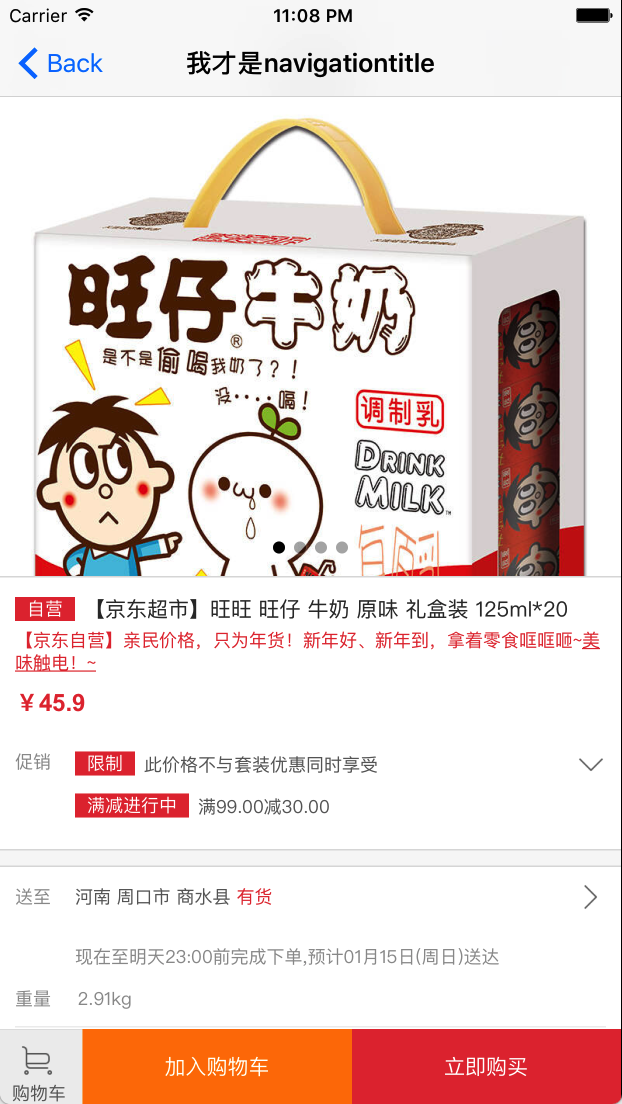 Carrier 11:08 PM
Back 我才是navigationtitle
旺仔牛奶
®
是不是偷喝我奶了？！
没····嗝！
调制乳
DRINK
MILK™
自营 【京东超市】旺旺 旺仔 牛奶 原味 礼盒装 125ml*20
【京东自营】亲民价格，只为年货！新年好、新年到，拿着零食哐哐咂~美
味触电！~
￥45.9
促销 限制 此价格不与套装优惠同时享受
满减进行中 满99.00减30.00
送至 河南 周口市 商水县 有货
现在至明天23:00前完成下单,预计01月15日(周日)送达
重量 2.91kg
购物车 加入购物车 立即购买